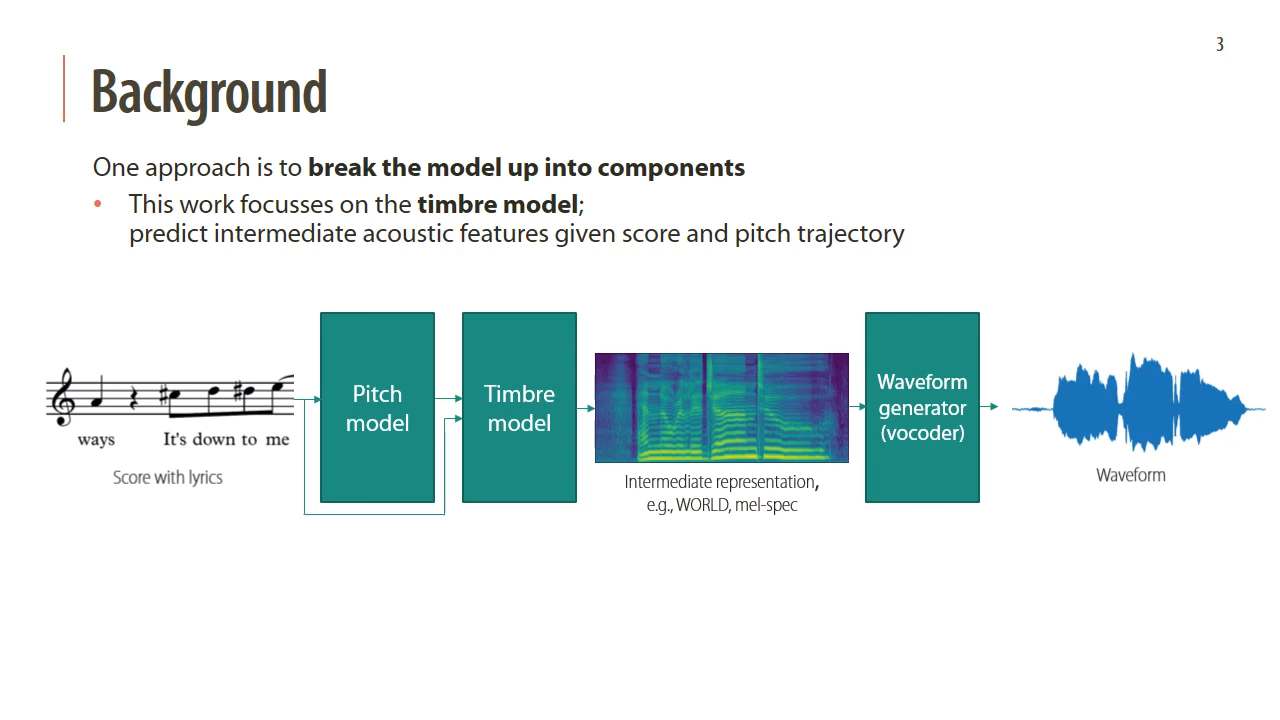 3
Background
One approach is to break the model up into components
• This work focusses on the timbre model;
predict intermediate acoustic features given score and pitch trajectory
ways It's down to me
Score with lyrics
Pitch
model
Timbre
model
Intermediate representation,
e.g., WORLD, mel-spec
Waveform
generator
(vocoder)
Waveform